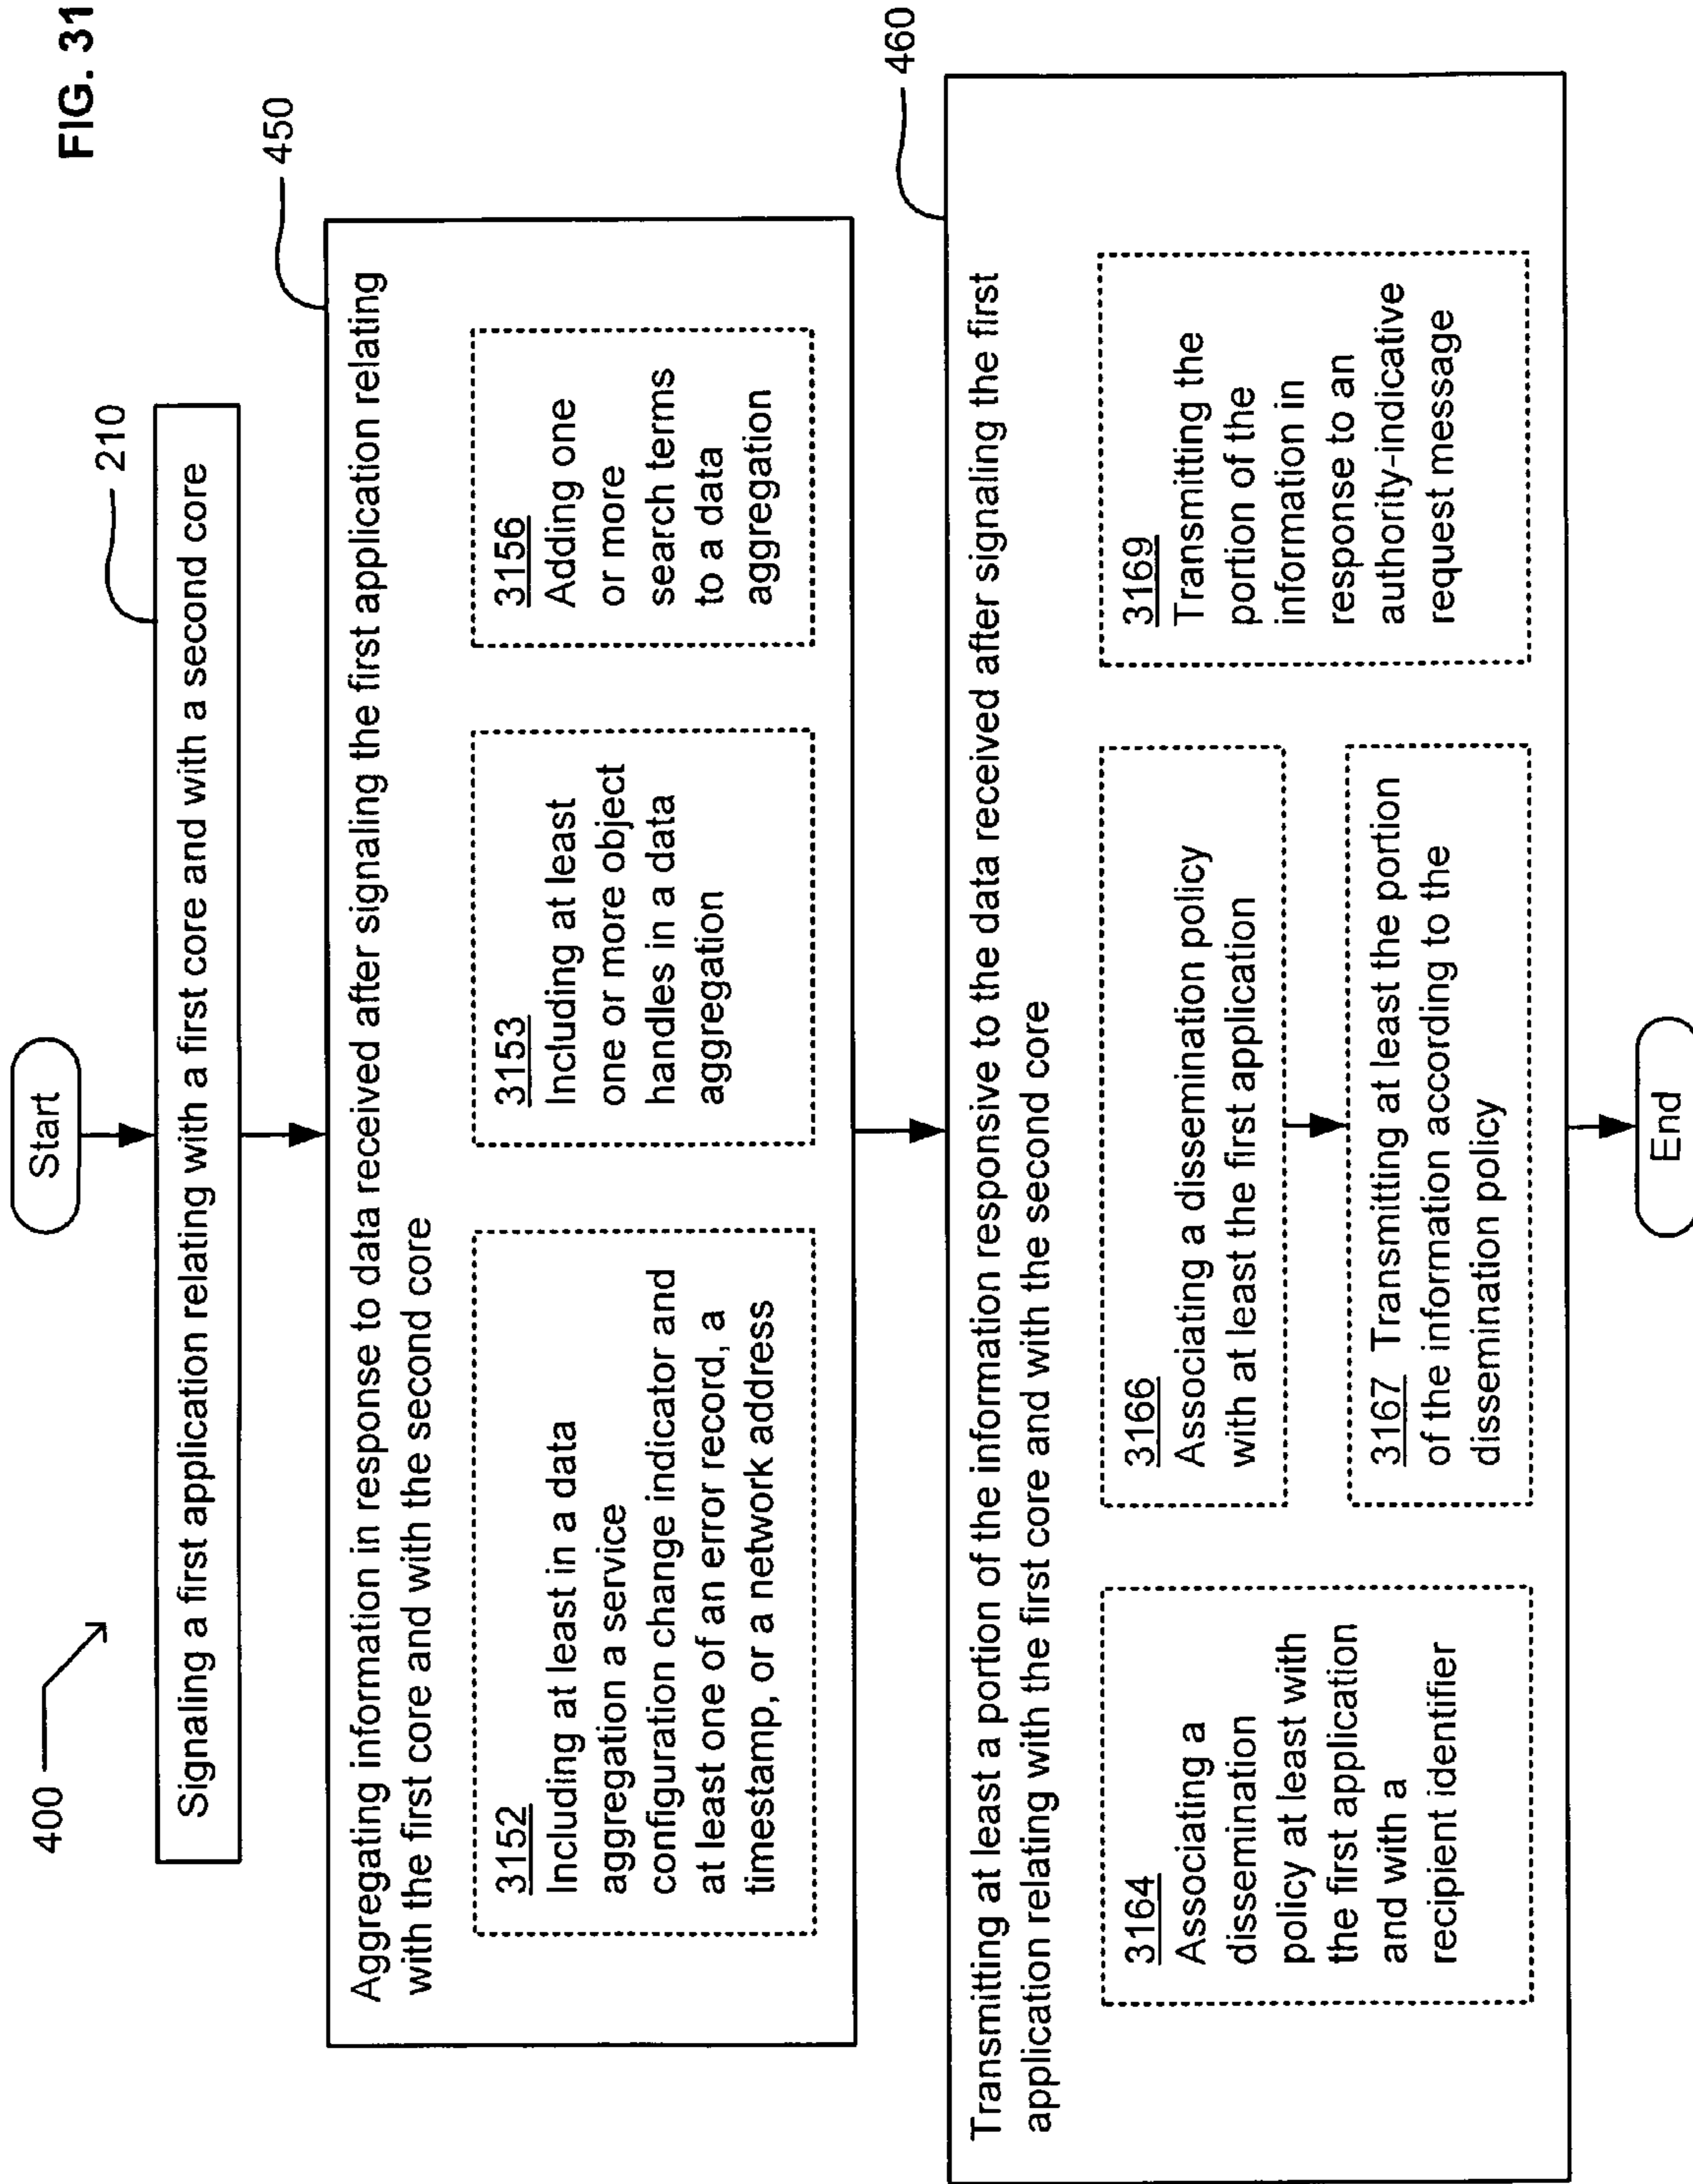 FIG. 31
400
Start
210
Signaling a first application relating with a first core and with a second core
450
Aggregating information in response to data received after signaling the first application relating
with the first core and with the second core
3152
Including at least in a data
aggregation a service
configuration change indicator and
at least one of an error record, a
timestamp, or a network address
3153
Including at least
one or more object
handles in a data
aggregation
3156
Adding one
or more
search terms
to a data
aggregation
460
Transmitting at least a portion of the information responsive to the data received after signaling the first
application relating with the first core and with the second core
3164
Associating a
dissemination
policy at least with
the first application
and with a
recipient identifier
3166
Associating a dissemination policy
with at least the first application
3167 Transmitting at least the portion
of the information according to the
dissemination policy
3169
Transmitting the
portion of the
information in
response to an
authority-indicative
request message
End